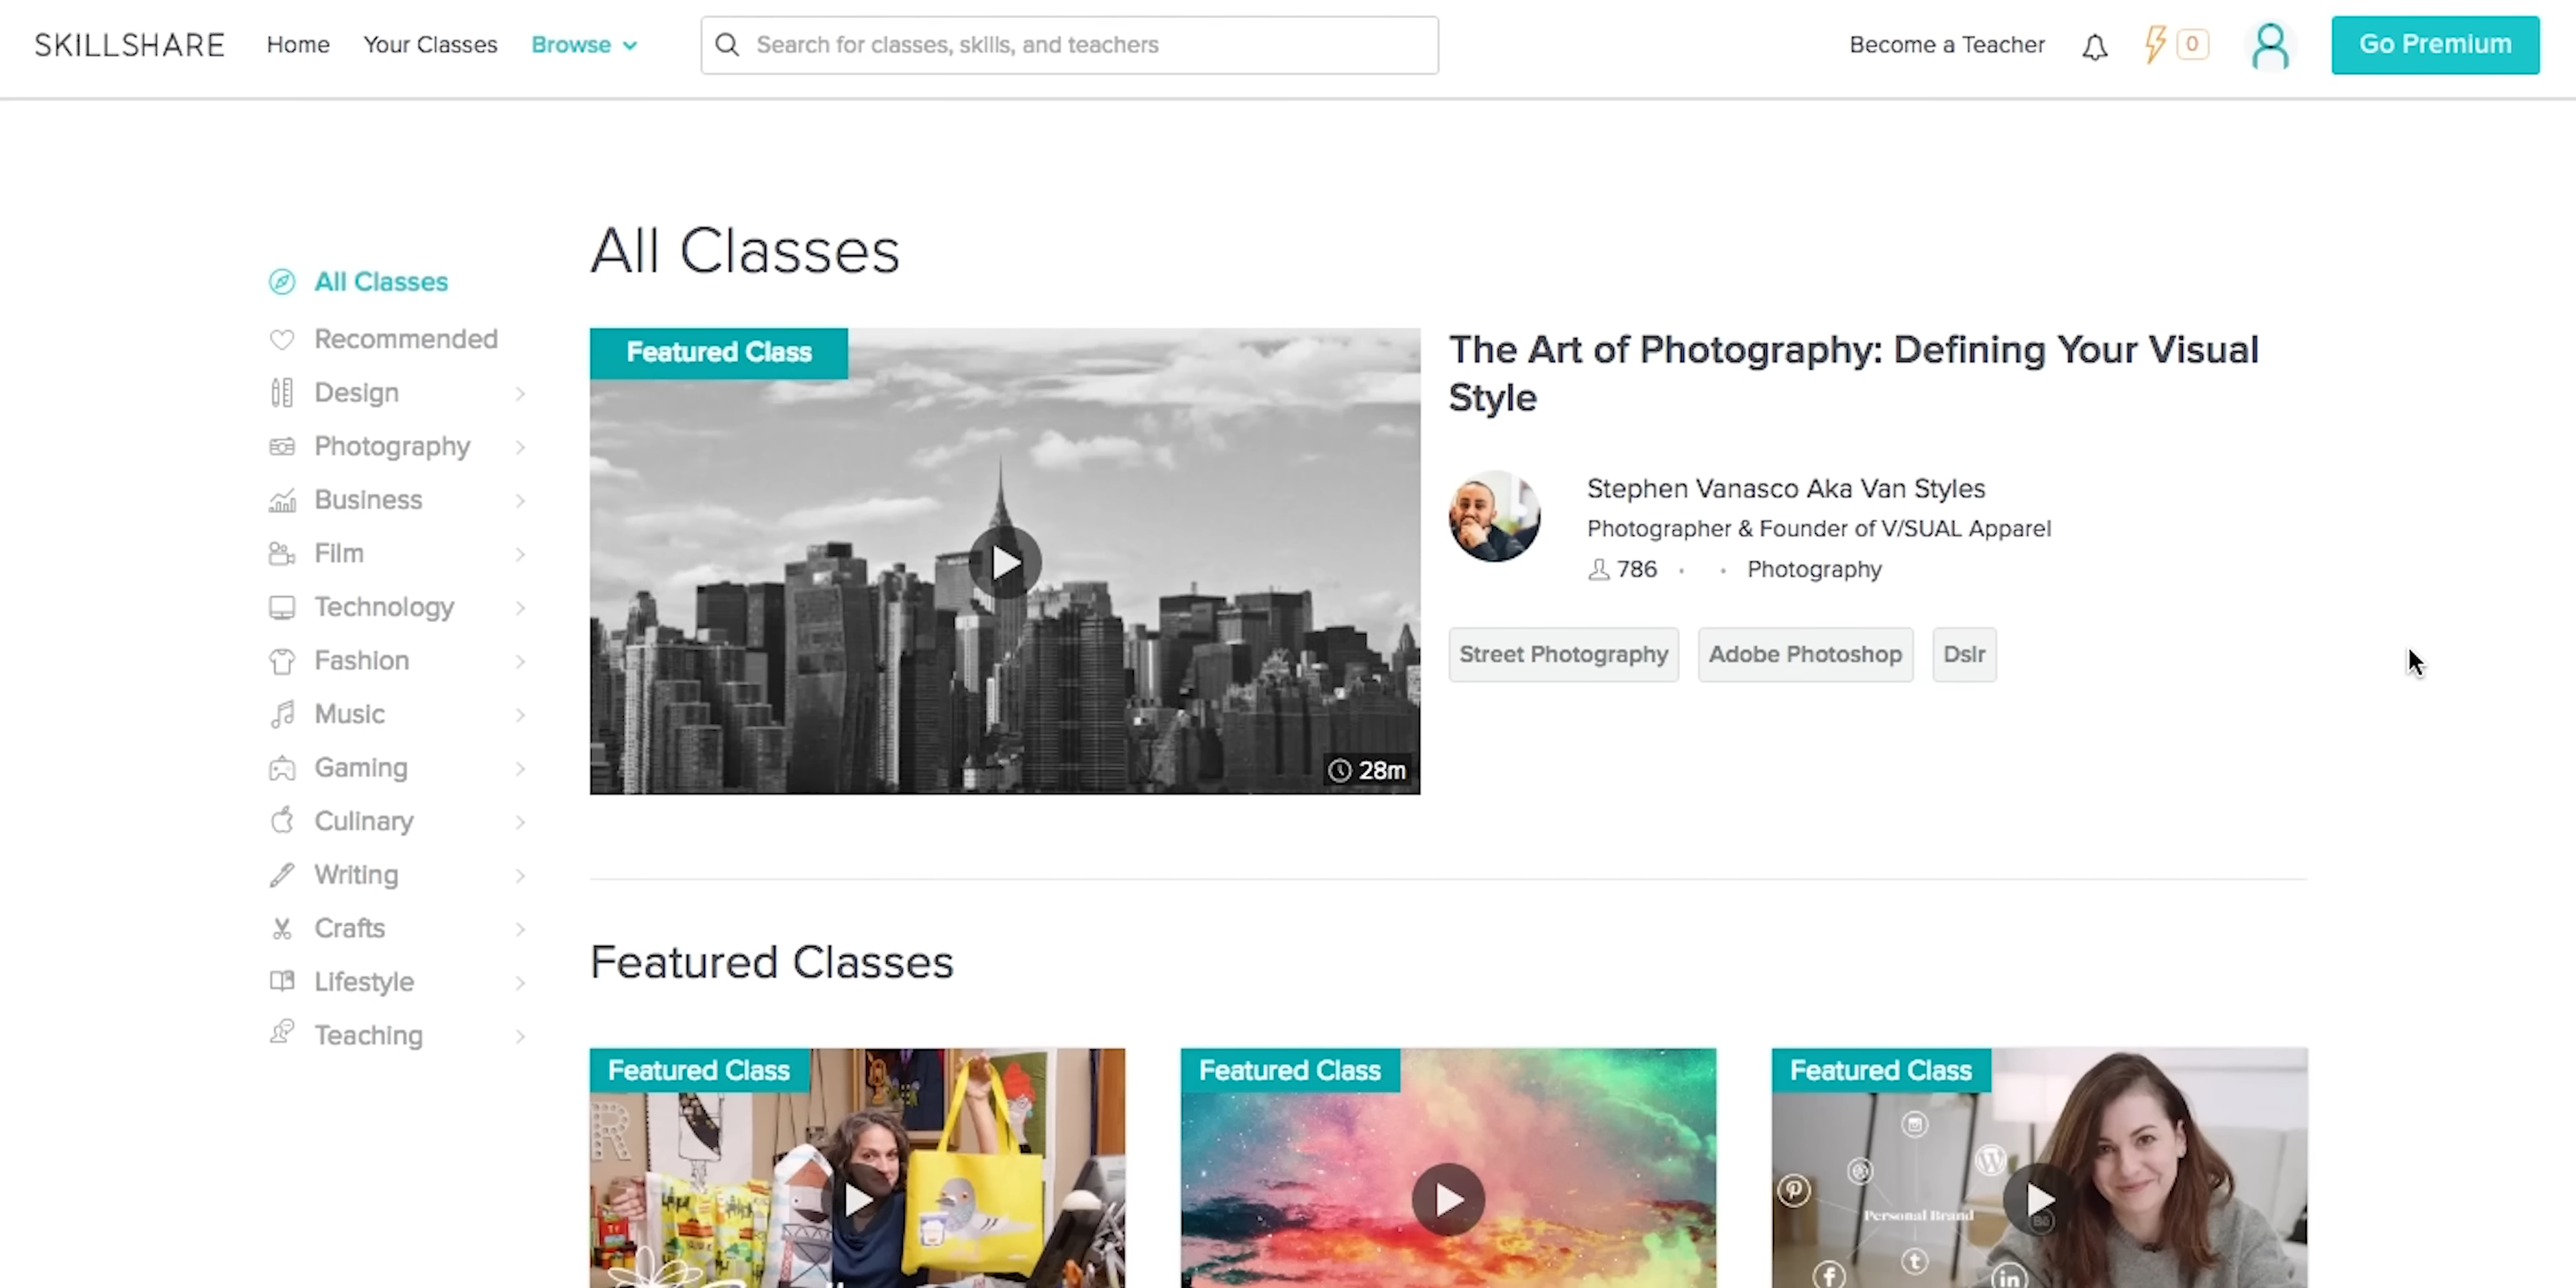 SKILLSHARE
Home
Your Classes
Browse
Search for classes, skills, and teachers
Become a Teacher
0
Go Premium
All Classes
Recommended
Design
Photography
Business
Film
Technology
Fashion
Music
Gaming
Culinary
Writing
Crafts
Lifestyle
Teaching
All Classes
Featured Class
28m
The Art of Photography: Defining Your Visual
Style
Stephen Vanasco Aka Van Styles
Photographer & Founder of V/SUAL Apparel
786 · · Photography
Street Photography
Adobe Photoshop
Dslr
Featured Classes
Featured Class
R
Featured Class
Featured Class
Personal Brand
Bē